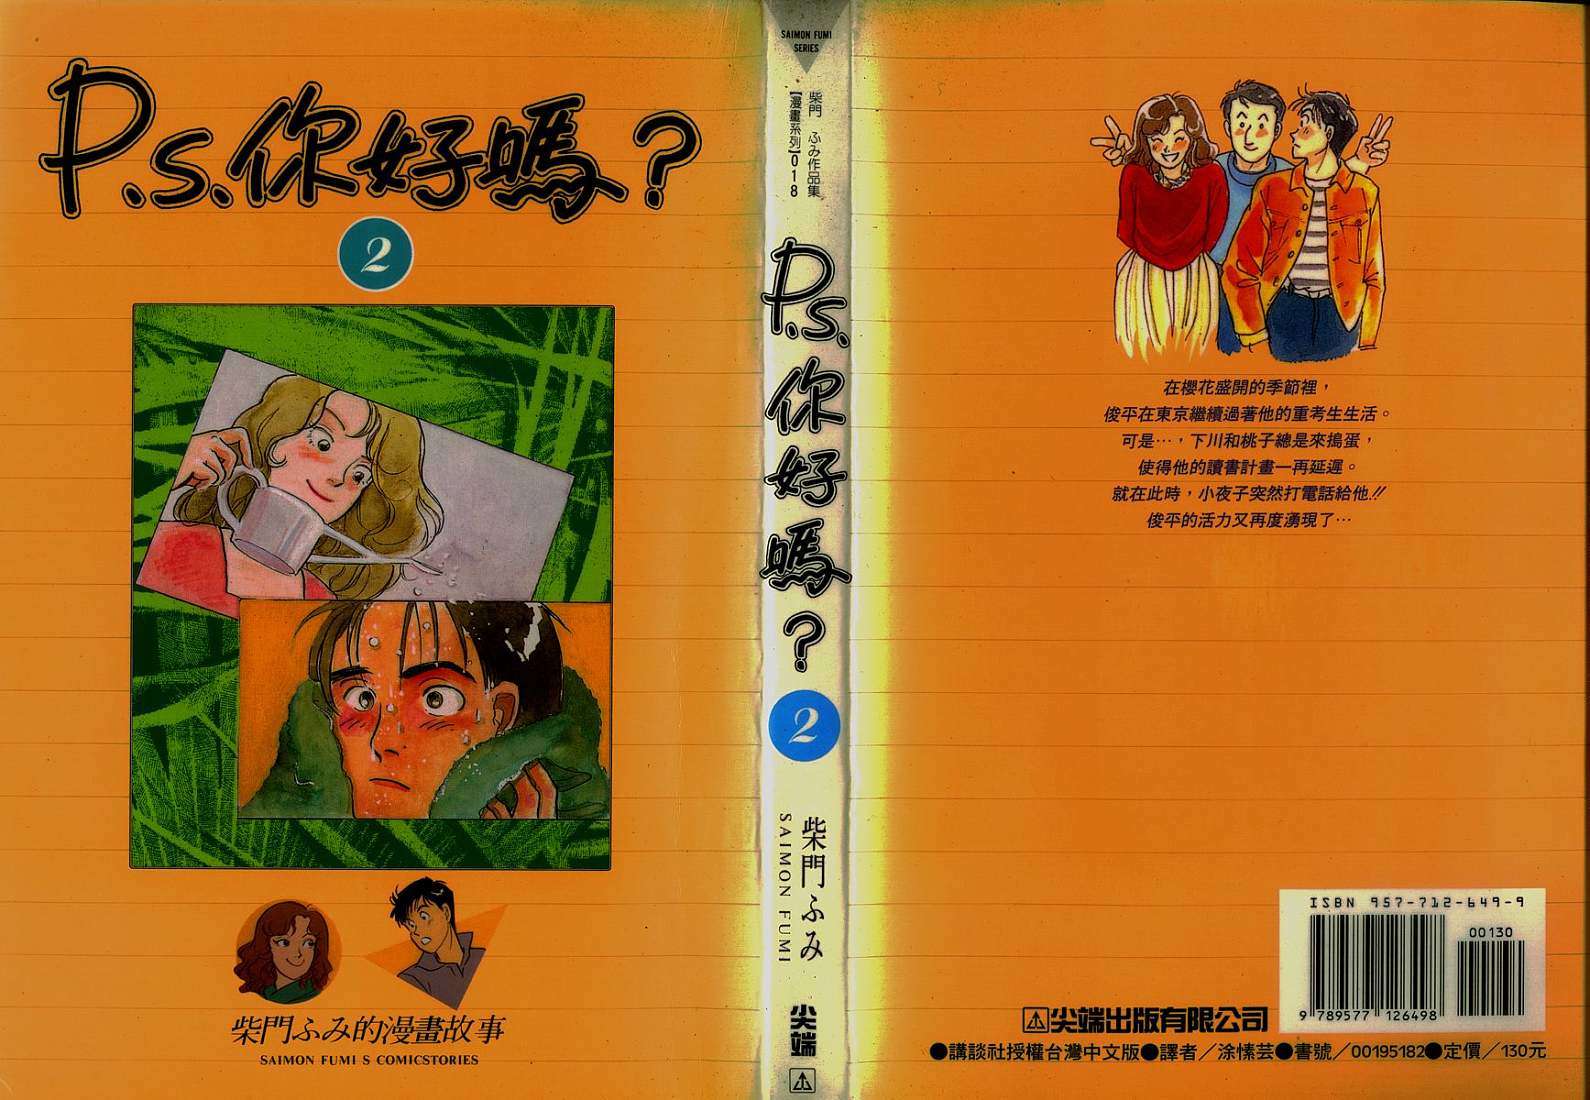 P.S.你好嗎？
2
柴門ふみ的漫畫故事
SAIMON FUMI S COMICSTORIES
SAIMON FUMI
SERIES
柴門ふみ作品集
【漫畫系列】018
P.S.你好嗎？
2
柴門ふみ
SAIMON FUMI
尖端
在櫻花盛開的季節裡，
俊平在東京繼續過著他的重考生生活。
可是…，下川和桃子總是來搗蛋，
使得他的讀書計畫一再延遲。
就在此時，小夜子突然打電話給他!!
俊平的活力又再度湧現了…
ISBN 957-712-649-9
00130
9 789577 126498
尖端出版有限公司
●講談社授權台灣中文版●譯者／涂愫芸●書號／00195182●定價／130元